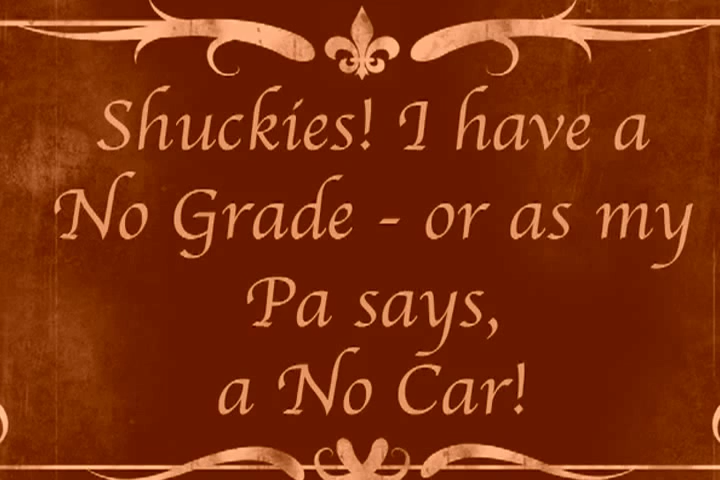 Shuckies! I have a
No Grade - or as my
Pa says,
a No Car!